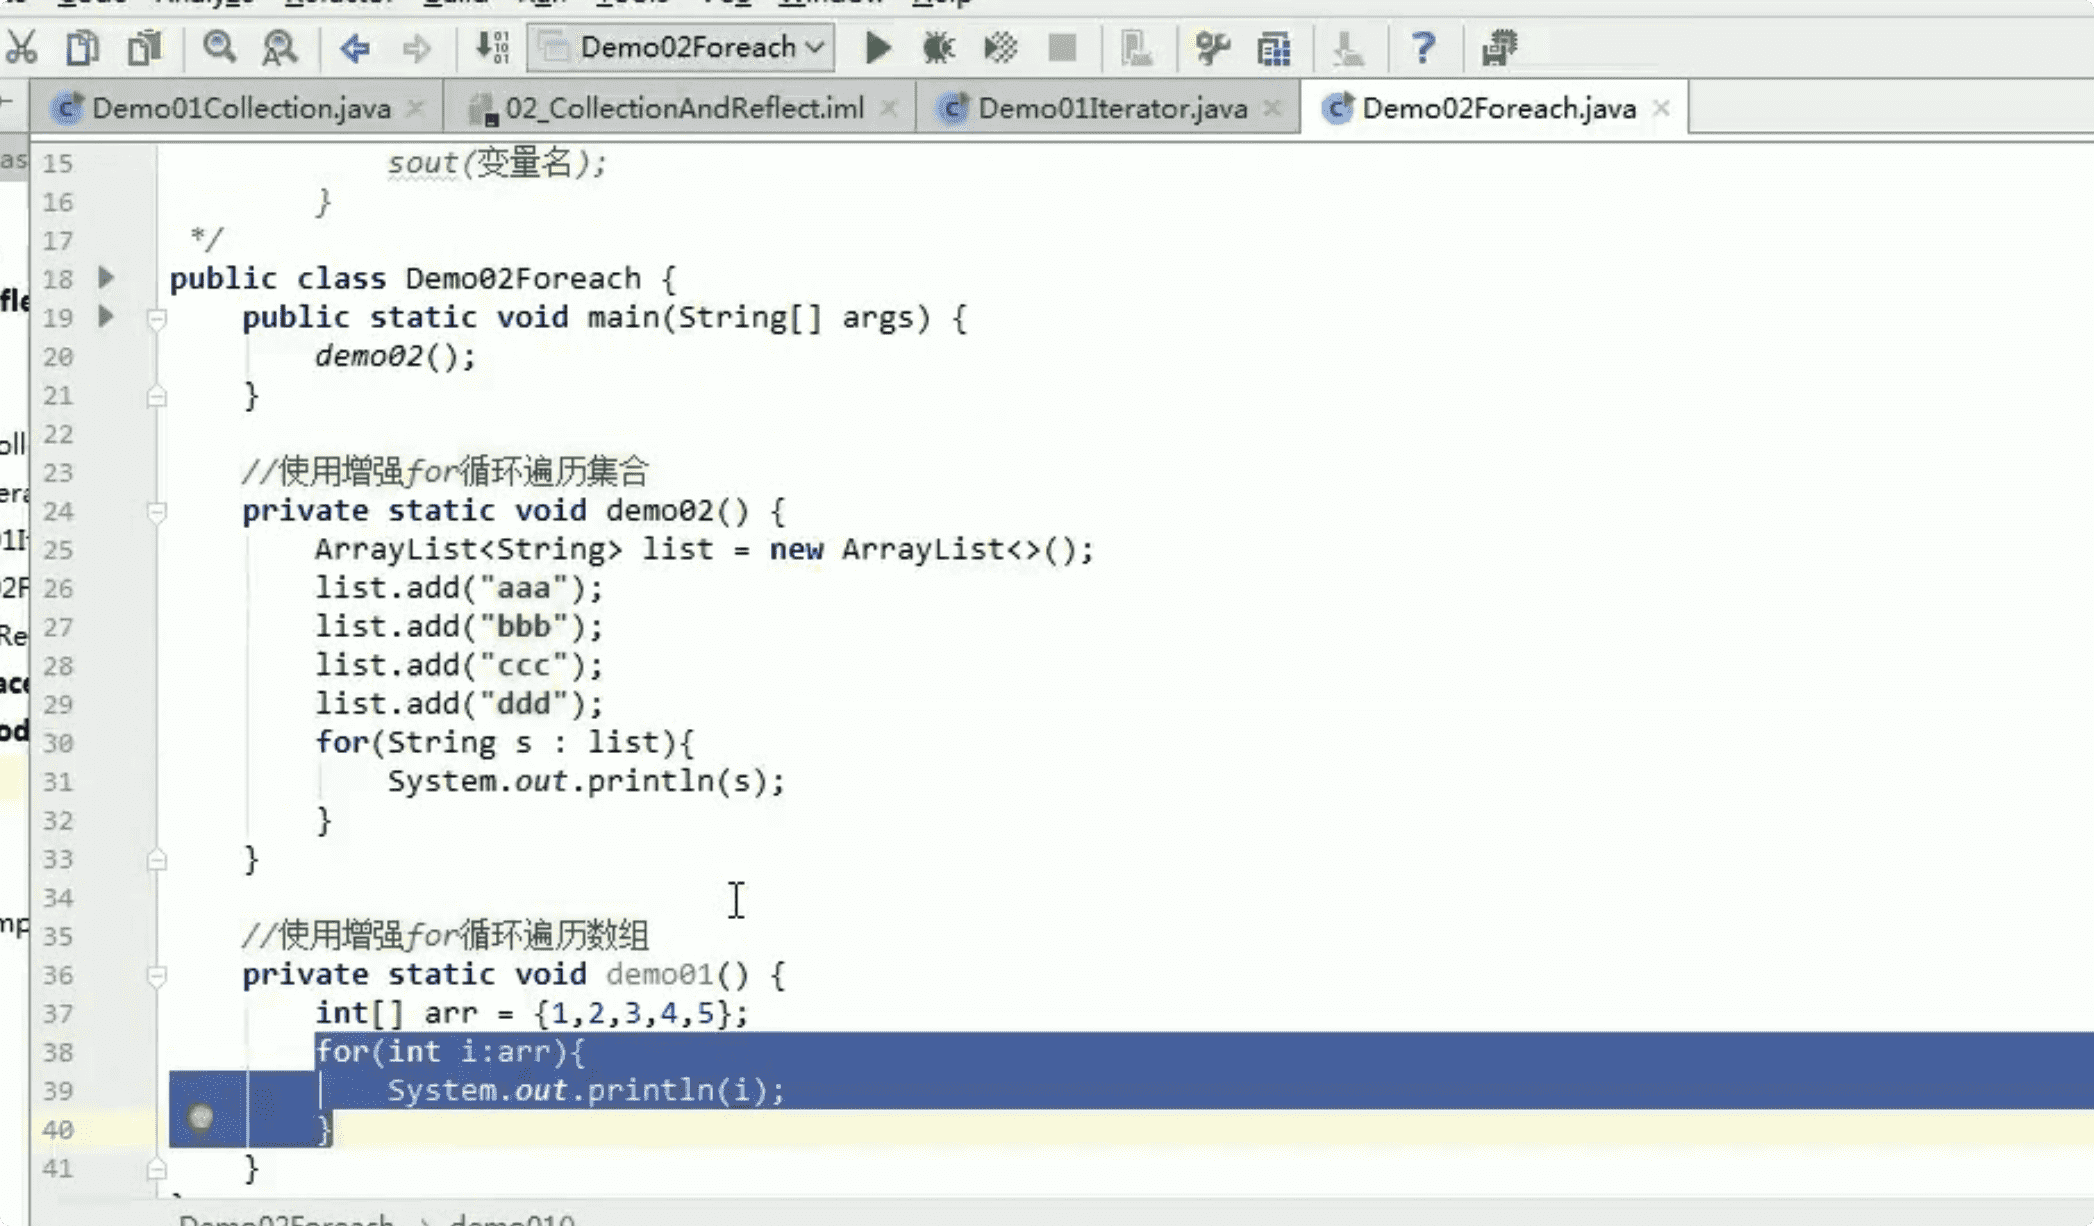 Demo02Foreach
Demo01Collection.java
02_CollectionAndReflect.iml
Demo01Iterator.java
Demo02Foreach.java
15 sout(变量名);
16 }
17 */
18 public class Demo02Foreach {
19 public static void main(String[] args) {
20 demo02();
21 }
22
23 //使用增强for循环遍历集合
24 private static void demo02() {
25 ArrayList<String> list = new ArrayList<>();
26 list.add("aaa");
27 list.add("bbb");
28 list.add("ccc");
29 list.add("ddd");
30 for(String s : list){
31 System.out.println(s);
32 }
33 }
34
35 //使用增强for循环遍历数组
36 private static void demo01() {
37 int[] arr = {1,2,3,4,5};
38 for(int i:arr){
39 System.out.println(i);
40 }
41 }